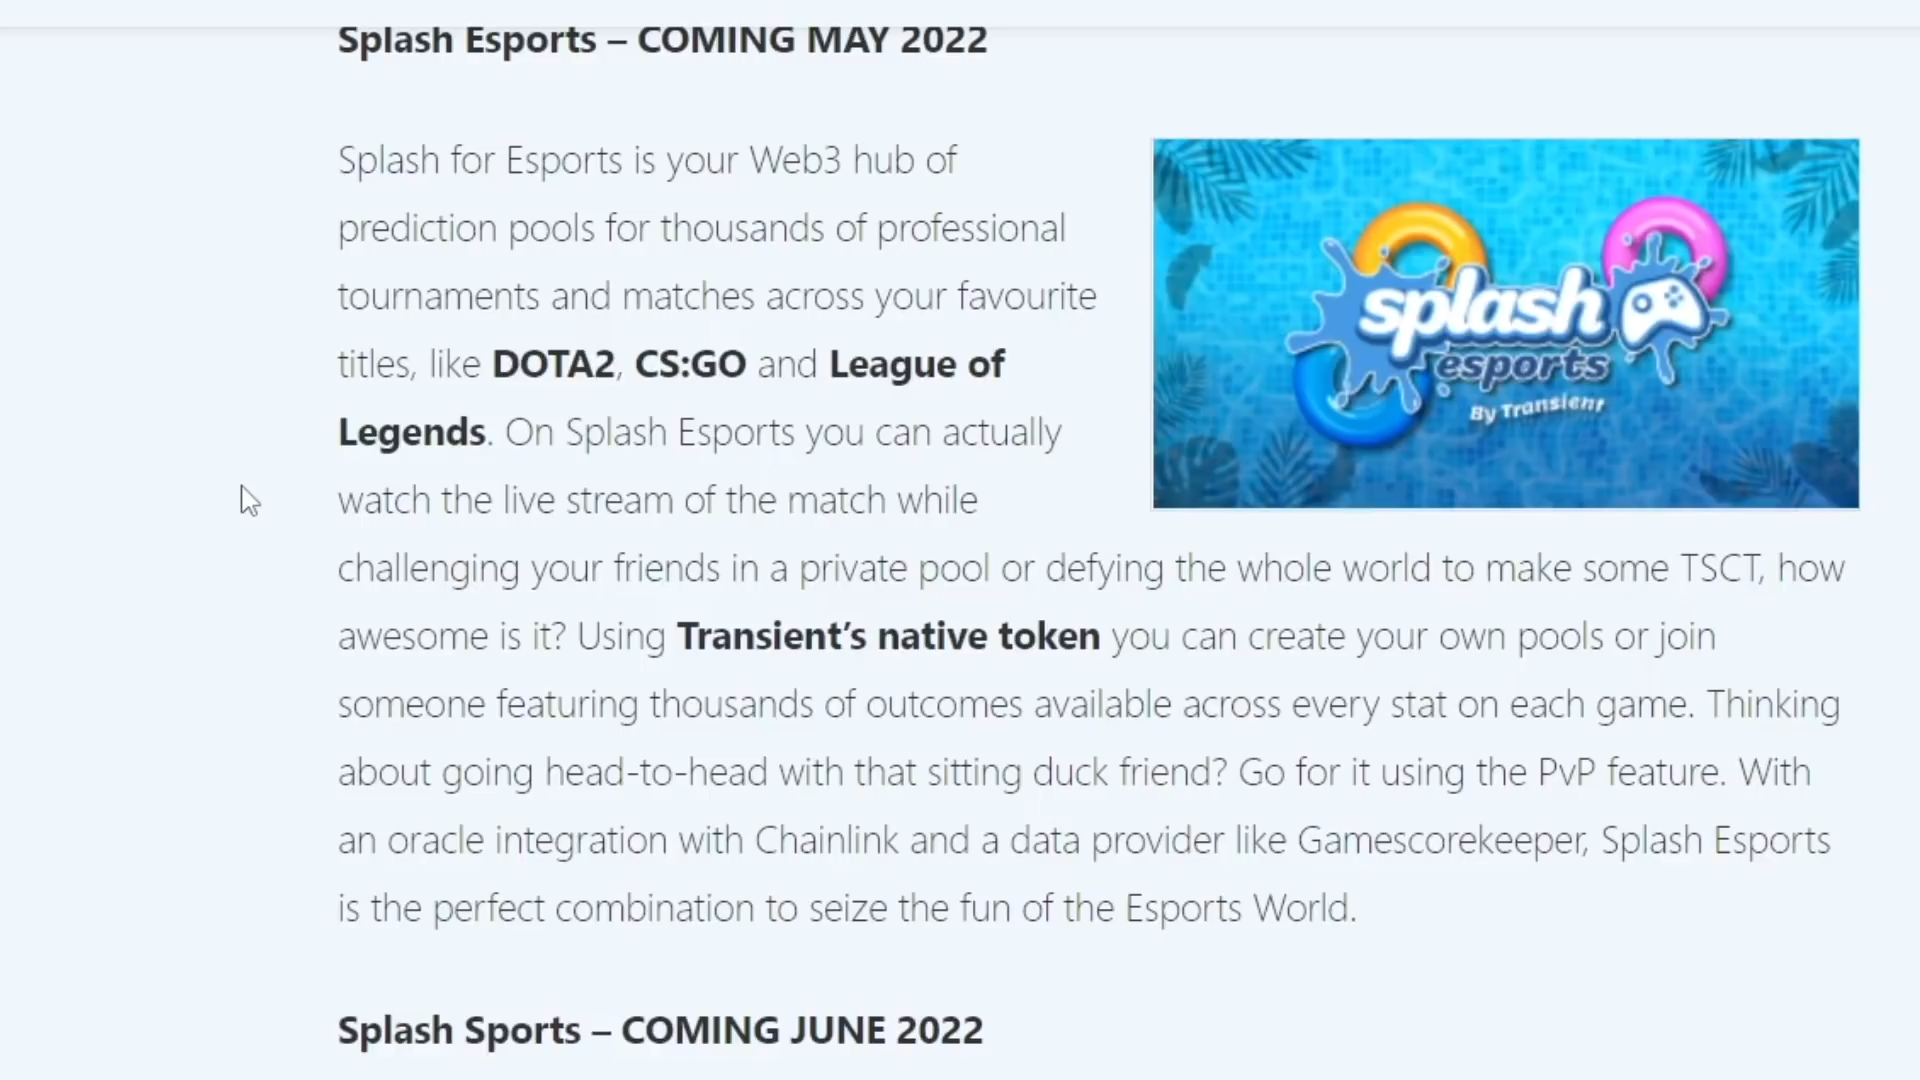 Splash Esports – COMING MAY 2022
Splash for Esports is your Web3 hub of
prediction pools for thousands of professional
tournaments and matches across your favourite
titles, like DOTA2, CS:GO and League of
Legends. On Splash Esports you can actually
watch the live stream of the match while
splash
esports
By Transient
challenging your friends in a private pool or defying the whole world to make some TSCT, how
awesome is it? Using Transient’s native token you can create your own pools or join
someone featuring thousands of outcomes available across every stat on each game. Thinking
about going head-to-head with that sitting duck friend? Go for it using the PvP feature. With
an oracle integration with Chainlink and a data provider like Gamescorekeeper, Splash Esports
is the perfect combination to seize the fun of the Esports World.
Splash Sports – COMING JUNE 2022